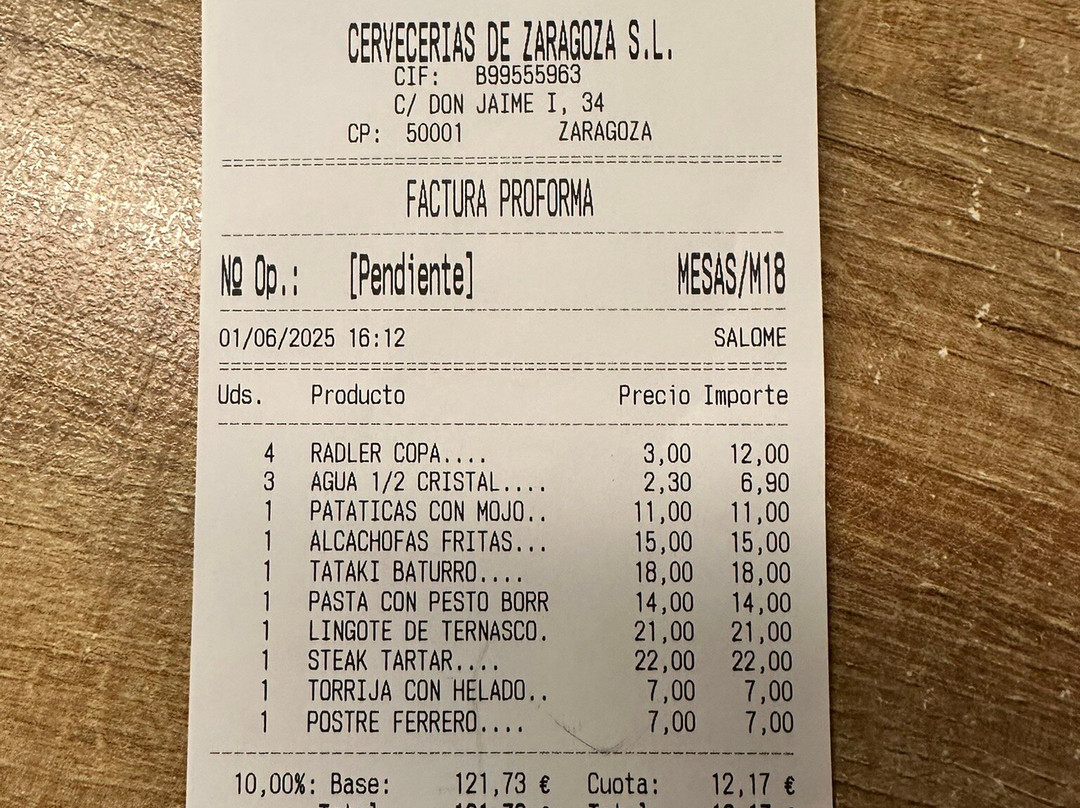 CERVECERIAS DE ZARAGOZA S.L.
CIF: B99555963
C/ DON JAIME I, 34
CP: 50001 ZARAGOZA
FACTURA PROFORMA
Nº Op.: [Pendiente] MESAS/M18
01/06/2025 16:12 SALOME
Uds. Producto Precio Importe
4 RADLER COPA.... 3,00 12,00
3 AGUA 1/2 CRISTAL.... 2,30 6,90
1 PATATICAS CON MOJO.. 11,00 11,00
1 ALCACHOFAS FRITAS... 15,00 15,00
1 TATAKI BATURRO.... 18,00 18,00
1 PASTA CON PESTO BORR 14,00 14,00
1 LINGOTE DE TERNASCO. 21,00 21,00
1 STEAK TARTAR.... 22,00 22,00
1 TORRIJA CON HELADO.. 7,00 7,00
1 POSTRE FERRERO.... 7,00 7,00
10,00%: Base: 121,73 € Cuota: 12,17 €